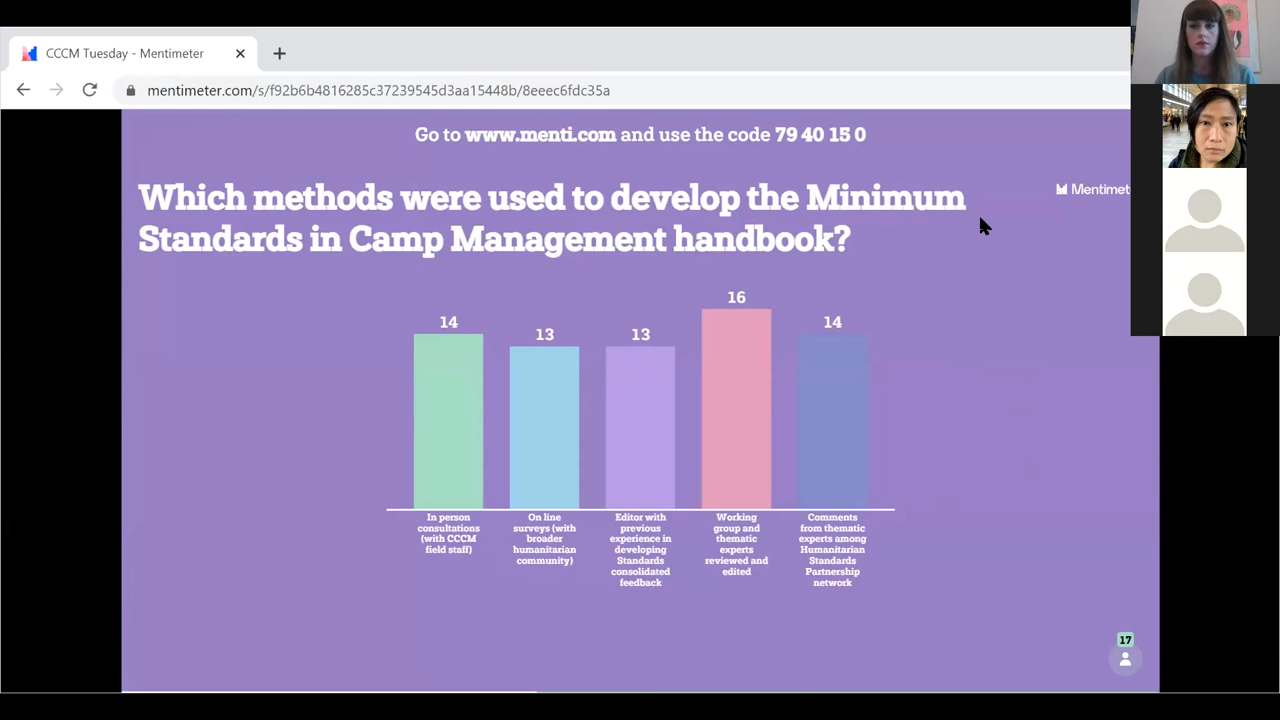 CCCM Tuesday - Mentimeter
mentimeter.com/s/f92b6b4816285c37239545d3aa15448b/8eeec6fdc35a
Go to www.menti.com and use the code 79 40 15 0
Which methods were used to develop the Minimum
Standards in Camp Management handbook?
Mentimet
14
13
13
16
14
In person
consultations
(with CCCM
field staff)
On line
surveys (with
broader
humanitarian
community)
Editor with
previous
experience in
developing
Standards
consolidated
feedback
Working
group and
thematic
experts
reviewed and
edited
Comments
from thematic
experts among
Humanitarian
Standards
Partnership
network
17